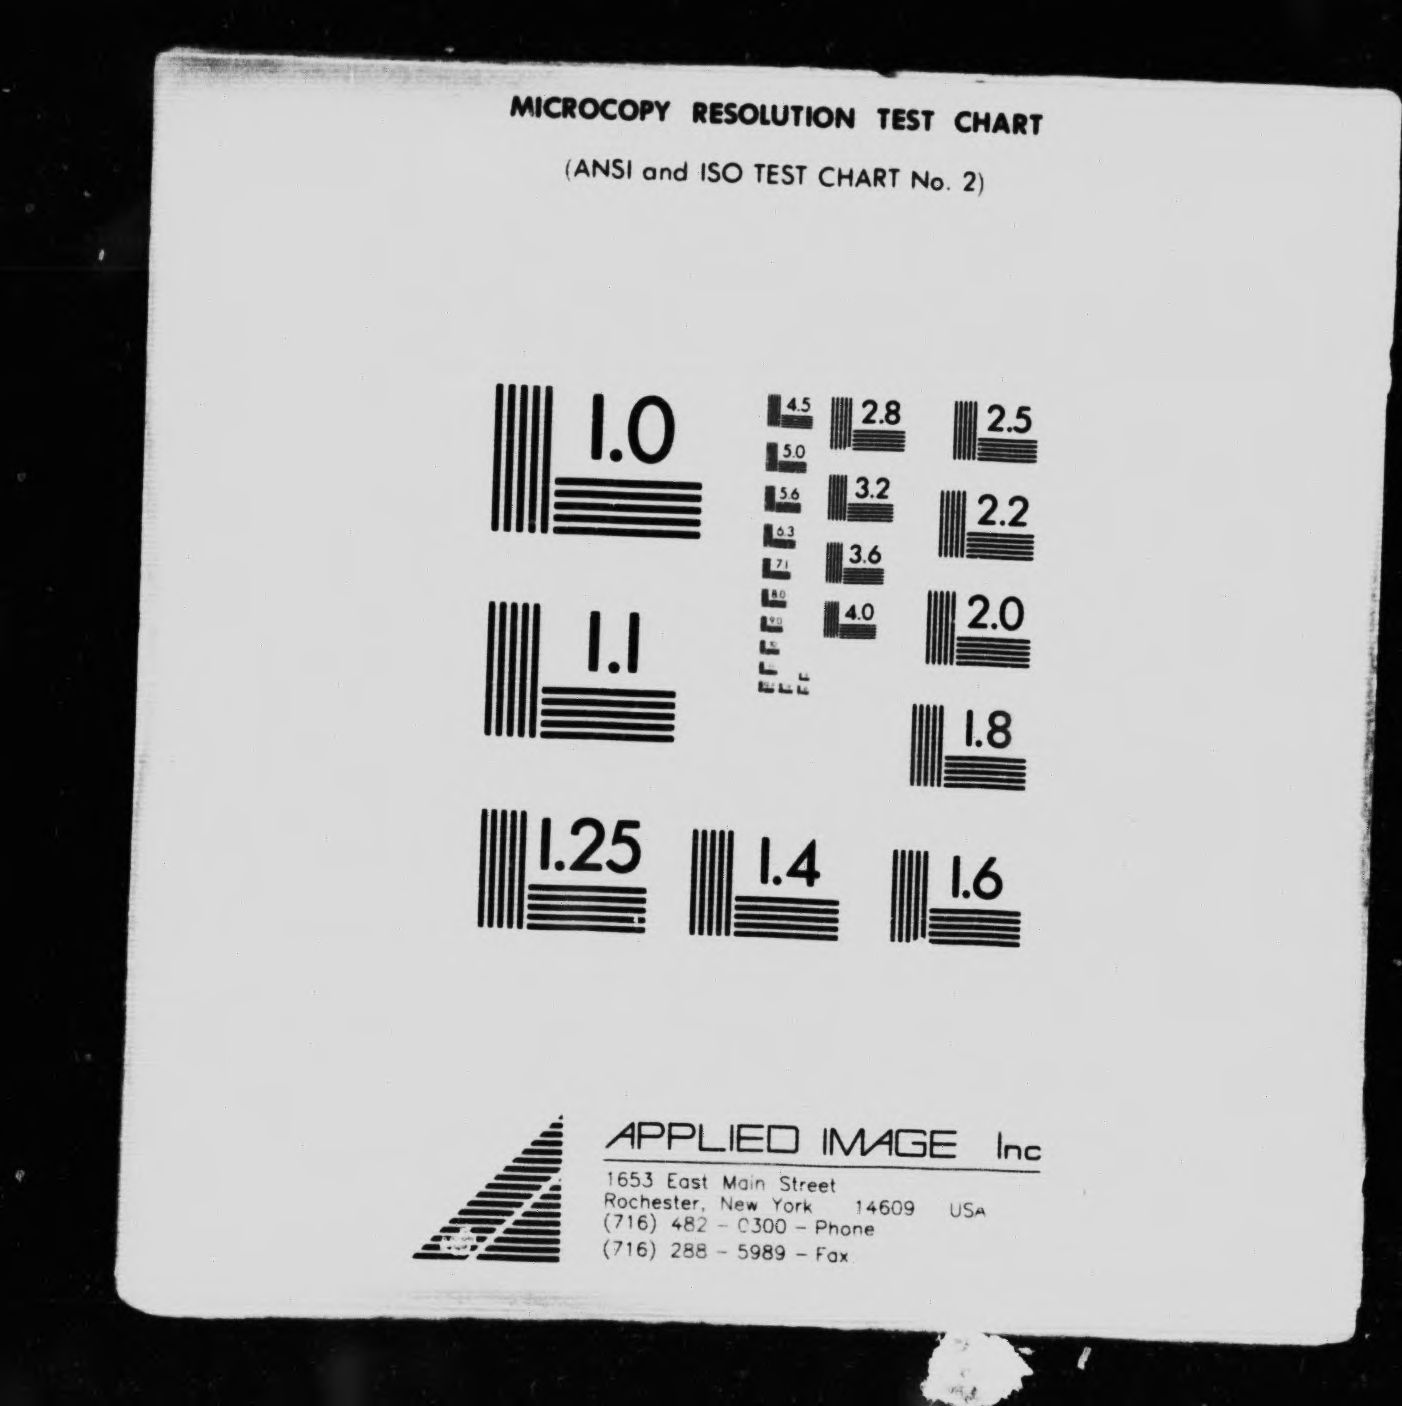 MICROCOPY RESOLUTION TEST CHART
(ANSI and ISO TEST CHART No. 2)
1.0
1.1
1.25
1.4
1.6
1.8
2.0
2.2
2.5
2.8
3.2
3.6
4.0
4.5
5.0
5.6
6.3
7.1
8.0
9.0
APPLIED IMAGE Inc
1653 East Main Street
Rochester, New York 14609 USA
(716) 482 - 0300 - Phone
(716) 288 - 5989 - Fax